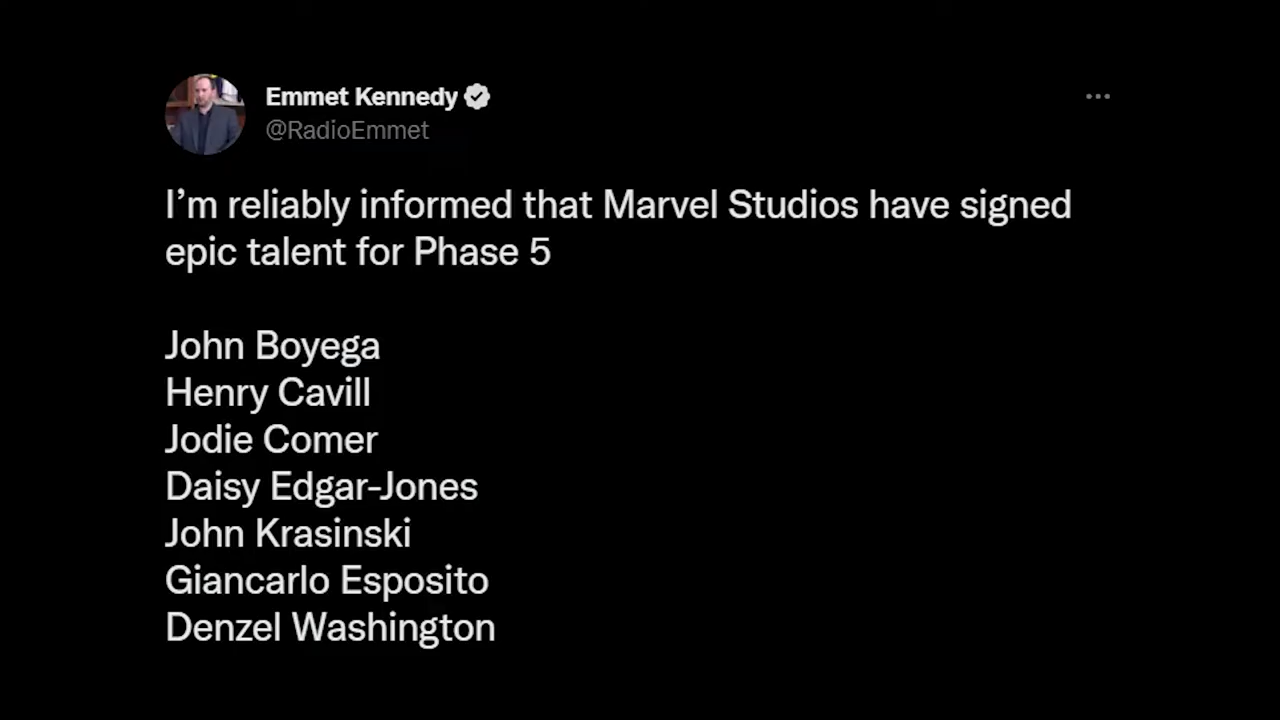 Emmet Kennedy
@RadioEmmet
I’m reliably informed that Marvel Studios have signed
epic talent for Phase 5
John Boyega
Henry Cavill
Jodie Comer
Daisy Edgar-Jones
John Krasinski
Giancarlo Esposito
Denzel Washington